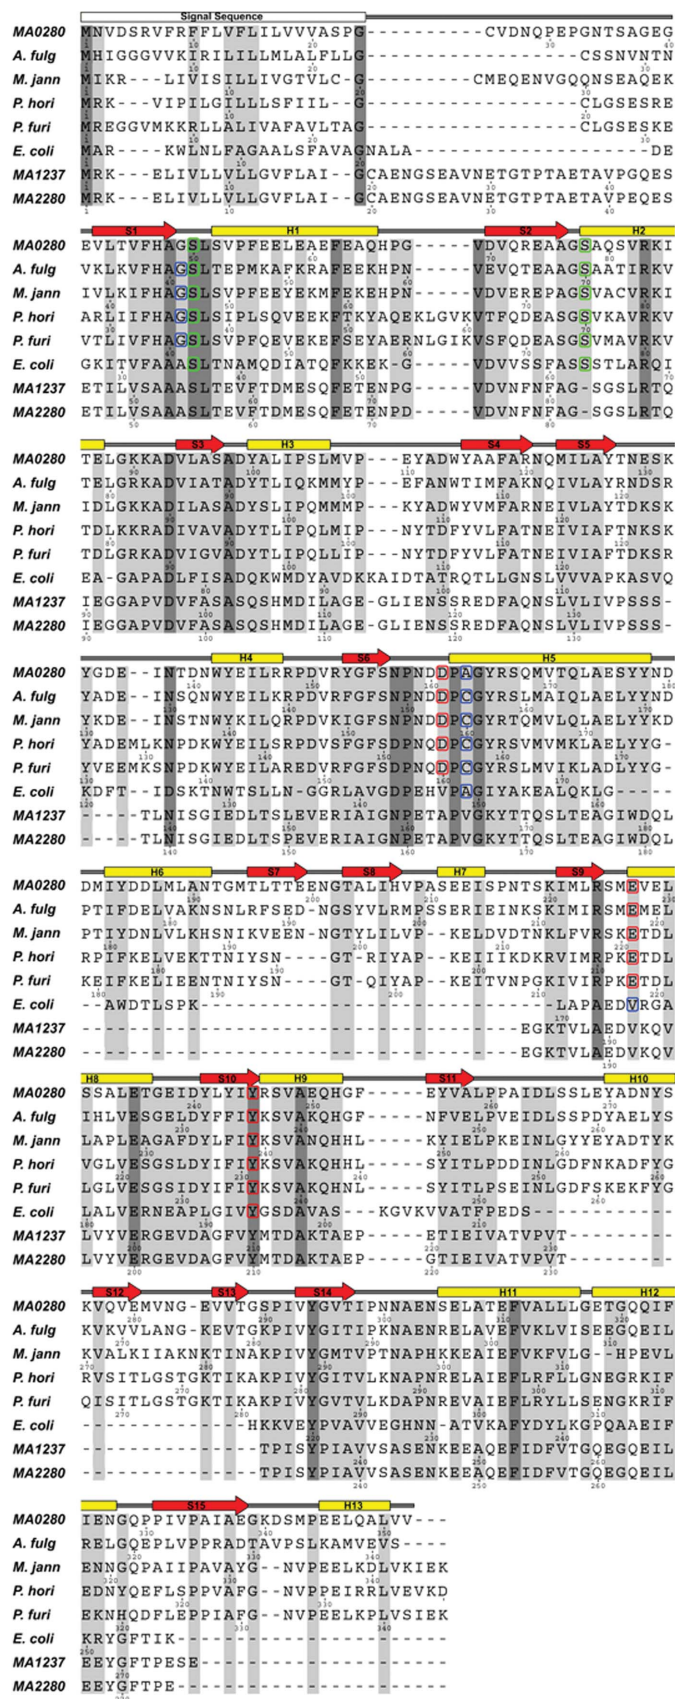 Signal Sequence
MA0280 MNVDSRVFRFFLVFLILVVVASPG----------CVDNQPEPGNTSAGEG
A. fulg MHIGGGVVKIRILILLMLALFLLG------------------CSSNVNTN
M. jann MIKR---LIVISILLIVGTVLC-G---------CMEQENVGQQNSEAQEK
P. hori MRK---VIPILGILLLSFIIL--G------------------CLGSESRE
P. furi MREGGVMKKRLLALIVAFAVLTAG------------------CLGSESKE
E. coli MAR---KWLNLFAGAALSFAVAGNALA--------------------DE
MA1237 MRK---ELIVLLVLLGVFLAI--GCAENGSEAVNETGTPTAETAVPGQES
MA2280 MRK---ELIVLLVLLGVFLAI--GCAENGSEAVNETGTPTAETAVPEQES
S1 H1 S2 H2
MA0280 EVLTVFHAGSLSVPFEELEAEFEAQHPG-----VDVQREAAGSAQSVRKI
A. fulg VKLKVFHAGSLTEPMKAFKRAFEEKHPN-----VEVQTEAAGSAATIRKV
M. jann IVLKIFHAGSLSVPFEEYEKMFEKEHPN-----VDVEREPAGSVACVRKI
P. hori ARLIIFHAGSLSIPLSQVEEKFTKYAQEKLGVKVTFQDEASGSVKAVRKV
P. furi VTLIVFHAGSLSVPFQEVEKEFSEYAERNLGIKVSFQDEASGSVMAVRKV
E. coli GKITVFAAASLTNAMQDIATQFKKEK-G-----VDVVSSFASSSTLARQI
MA1237 ETILVSAAASLTEVFTDMESQFETENPG-----VDVNFNFAG-SGSLRTQ
MA2280 ETILVSAAASLTEVFTDMESQFETENPD-----VDVNFNFAG-SGSLRTQ
S3 H3 S4 S5
MA0280 TELGKKADVLASADYALIPSLMVP---EYADWYAAFARNQMILAYTNESK
A. fulg TELGRKADVIATADYTLIQKMMYP---EFANWTIMFAKNQIVLAYRNDSR
M. jann IDLGKKADILASADYSLIPQMMMP---KYADWYVMFARNEIVLAYTDKSK
P. hori TDLKKRADIVAVADYTLIPQLMIP---NYTDFYVLFATNEIVIAFTNKSK
P. furi TDLGRKADVIGVADYTLIPQLLIP---NYTDFYVLFATNEIVIAFTDKSR
E. coli EA-GAPADLFISADQKWMDYAVDKKAIDTATRQTLLGNSLVVVAPKASVQ
MA1237 IEGGAPVDVFASASQSHMDILAGE-GLIENSSREDFAQNSLVLIVPSSS-
MA2280 IEGGAPVDVFASASQSHMDILAGE-GLIENSSREDFAQNSLVLIVPSSS-
H4 S6 H5
MA0280 YGDE--INTDNWYEILRRPDVRYGFSNPNDDPAGYRSQMVTQLAESYYND
A. fulg YADE--INSQNWYEILKRPDVRFGFSNPNDDPCGYRSLMAIQLAELYYND
M. jann YKDE--INSTNWYKILQRPDVKIGFSNPNDDPCGYRTQMVLQLAELYYKD
P. hori YADEMLKNPDKWYEILSRPDVSFGFSDPNQDPCGYRSVMVMKLAELYYG-
P. furi YVEEMKSNPDKWYEILAREDVRFGFSDPNQDPCGYRSLMVIKLADLYYG-
E. coli KDFT--IDSKTNWTSLLN-GGRLAVGDPEHVPAGIYAKEALQKLG-----
MA1237 -----TLNISGIEDLTSLEVERIAIGNPETAPVGKYTTQSLTEAGIWDQL
MA2280 -----TLNISGIEDLTSPEVERIAIGNPETAPVGKYTTQSLTEAGIWDQL
H6 S7 S8 H7 S9
MA0280 DMIYDDLMLANTGMTLTTEENGTALIHVPASEEISPNTSKIMLRSMEVEL
A. fulg PTIFDELVAKNSNLRFSED-NGSYVLRMPSSERIEINKSKIMIRSMEMEL
M. jann PTIYDNLVLKHSNIKVEEN-NGTYLILVP--KELDVDTNKLFVRSKETDL
P. hori RPIFKELVEKTTNIYSN----GT-RIYAP--KEIIIKDKRVIMRPKETDL
P. furi KEIFKELIEENTNIYSN----GT-QIYAP--KEITVNPGKIVIRPKETDL
E. coli --AWDTLSPK------------------------------LAPAEDVRGA
MA1237 -------------------------------------EGKTVLAEDVKQV
MA2280 -------------------------------------EGKTVLAEDVKQV
H8 S10 H9 S11 H10
MA0280 SSALETGEIDYLYIYRSVAEQHGF-------EYVALPPAIDLSSLEYADNYS
A. fulg IHLVESGELDYFFIYKSVAKQHGF-------NFVELPVEIDLSSPDYAELYS
M. jann LAPLEAGAFDYLFIYKSVANQHHL-------KYIELPKEINLGYYEYADTYK
P. hori VGLVESGSLDYIFIYKSVAKQHHL-------SYITLPDDINLGDFNKADFYG
P. furi LGLVESGSIDYIFIYKSVAKQHNL-------SYITLPSEINLGDFSKEKFYG
E. coli LALVERNEAPLGIVYGSDAVAS---KGVKVVATFPEDS--------------
MA1237 LVYVERGEVDAGFVYMTDAKTAEP-------ETIEIVATVPVT---------
MA2280 LVYVERGEVDAGFVYMTDAKTAEP-------GTIEIVATVPVT---------
S12 S13 S14 H11 H12
MA0280 KVQVEMVNG-EVVTGSPIVYGVTIPNNAENSELATEFVALLLGETGQQIF
A. fulg KVKVVLANG-KEVTGKPIVYGITIPKNAENRELAVEFVKLVISEEGQEIL
M. jann KVALKIIAKNKTINAKPIVYGMTVPTNAPHKKEAIEFVKFVLG--HPEVL
P. hori RVSITLGSTGKTIKAKPIVYGITVLKNAPNRELAIEFLRFLLGNEGRKIF
P. furi QISITLGSTGKTIKAKPIVYGVTVLKDAPNREVAIEFLRYLLSENGKRIF
E. coli --------------HKKVEYPVAVVEGHNN-ATVKAFYDYLKGPQAAEIF
MA1237 ---------------TPISYPIAVVSASENKEEAQEFIDFVTGQEGQEIL
MA2280 ---------------TPISYPIAVVSASENKEEAQEFIDFVTGQEGQEIL
S15 H13
MA0280 IENGQPPIVPAIAEGKDSMPEELQALVV---
A. fulg RELGQEPLVPPRADTAVPSLKAMVEVS----
M. jann ENNGQPAIIPAVAYG--NVPEELKDLVKIEK
P. hori EDNYQEFLSPPVAFG--NVPPEIRRLVEVKD
P. furi EKNHQDFLEPPIAFG--NVPEELKPLVSIEK
E. coli KRYGFTIK-----------------------
MA1237 EEYGFTPESE---------------------
MA2280 EEYGFTPE-----------------------